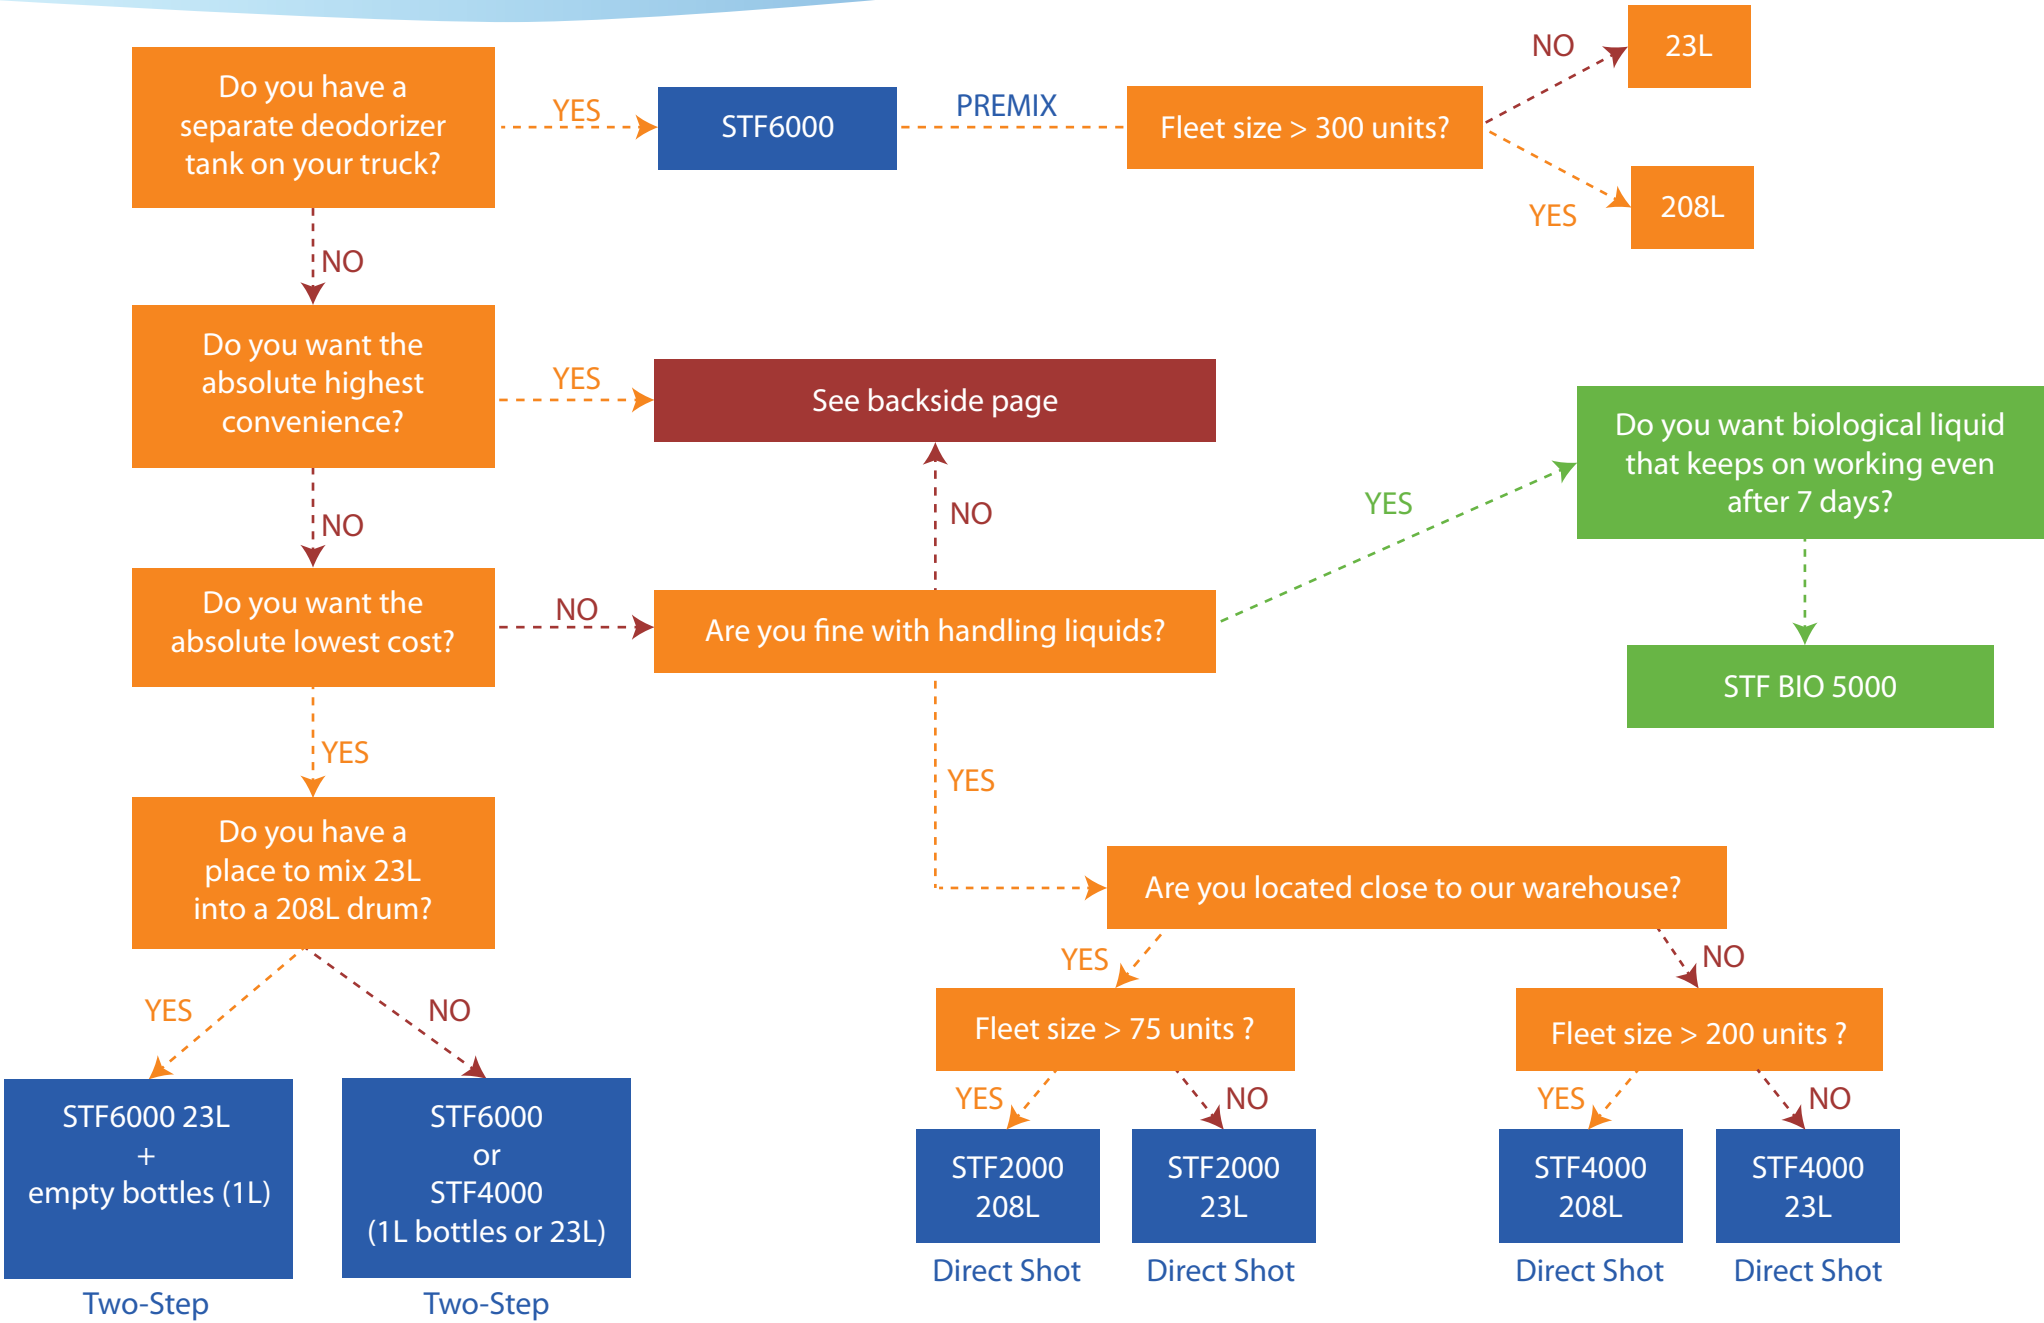 Do you have a
separate deodorizer
tank on your truck?
YES
STF6000
PREMIX
Fleet size > 300 units?
NO
23L
YES
208L
NO
Do you want the
absolute highest
convenience?
YES
See backside page
NO
YES
Do you want biological liquid
that keeps on working even
after 7 days?
STF BIO 5000
NO
Do you want the
absolute lowest cost?
NO
Are you fine with handling liquids?
YES
YES
Do you have a
place to mix 23L
into a 208L drum?
Are you located close to our warehouse?
YES
NO
YES
NO
Fleet size > 75 units ?
Fleet size > 200 units ?
YES
NO
YES
NO
STF6000 23L
+
empty bottles (1L)
Two-Step
STF6000
or
STF4000
(1L bottles or 23L)
Two-Step
STF2000
208L
Direct Shot
STF2000
23L
Direct Shot
STF4000
208L
Direct Shot
STF4000
23L
Direct Shot